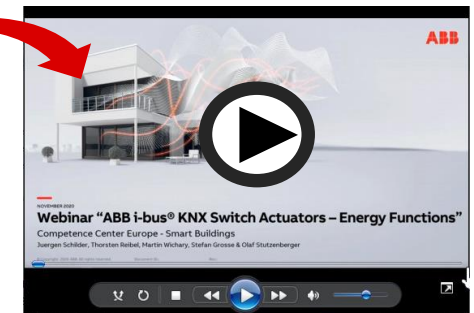 ABB
NOVEMBER 2020
Webinar “ABB i-bus® KNX Switch Actuators – Energy Functions”
Competence Center Europe - Smart Buildings
Juergen Schilder, Thorsten Reibel, Martin Wichary, Stefan Grosse & Olaf Stutzenberger